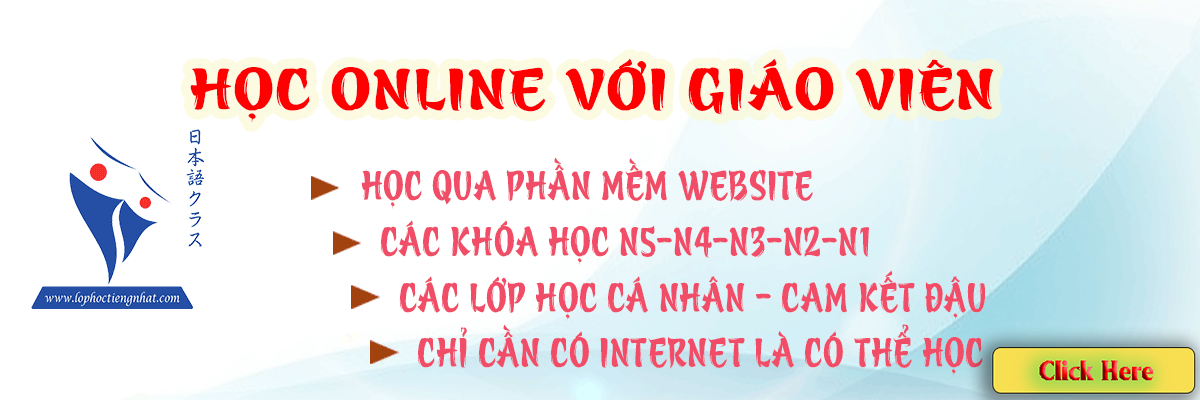 HỌC ONLINE VỚI GIÁO VIÊN
日本語クラス
HỌC QUA PHẦN MỀM WEBSITE
CÁC KHÓA HỌC N5-N4-N3-N2-N1
CÁC LỚP HỌC CÁ NHÂN - CAM KẾT ĐẬU
www.lophoctiengnhat.com
CHỈ CẦN CÓ INTERNET LÀ CÓ THỂ HỌC
Click Here